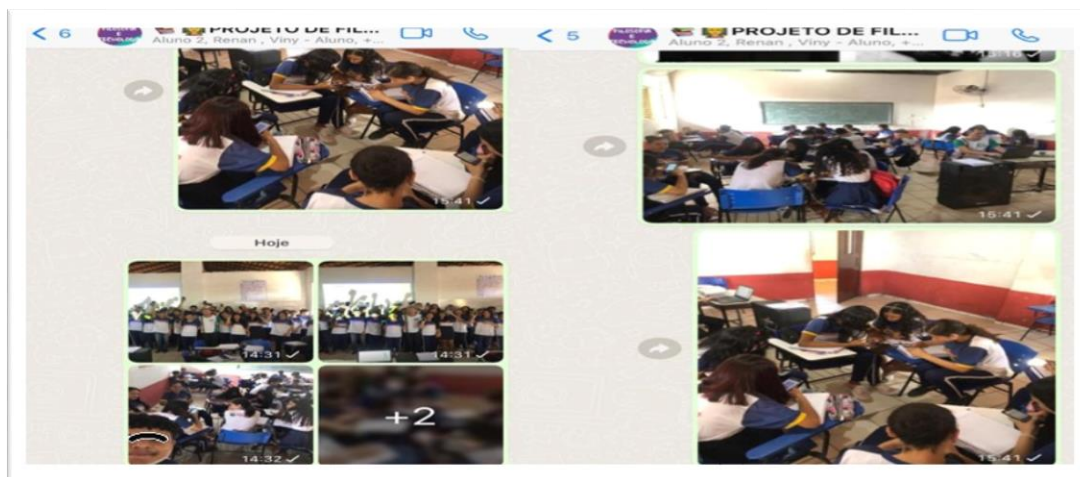 6
PROJETO DE FIL...
Aluno 2, Renan , Viny - Aluno, +...
15:41
Hoje
14:31
14:31
14:32
+2
5
PROJETO DE FIL...
Aluno 2, Renan , Viny - Aluno, +...
15:41
15:41